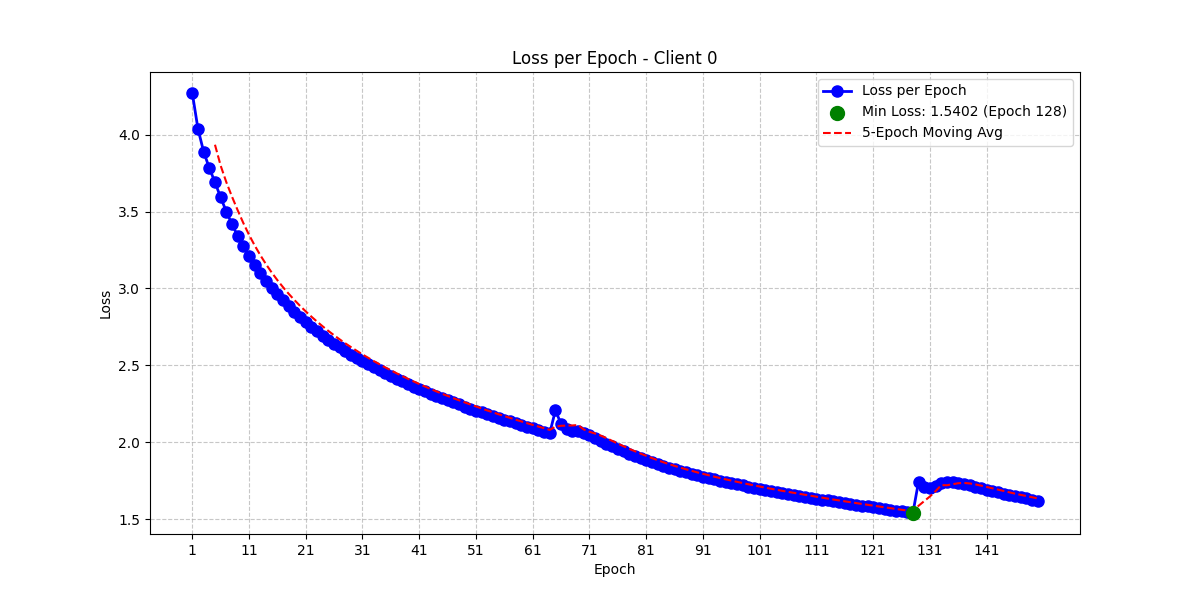 Loss per Epoch - Client 0
Loss per Epoch
Min Loss: 1.5402 (Epoch 128)
5-Epoch Moving Avg
Loss
4.0
3.5
3.0
2.5
2.0
1.5
1 11 21 31 41 51 61 71 81 91 101 111 121 131 141
Epoch